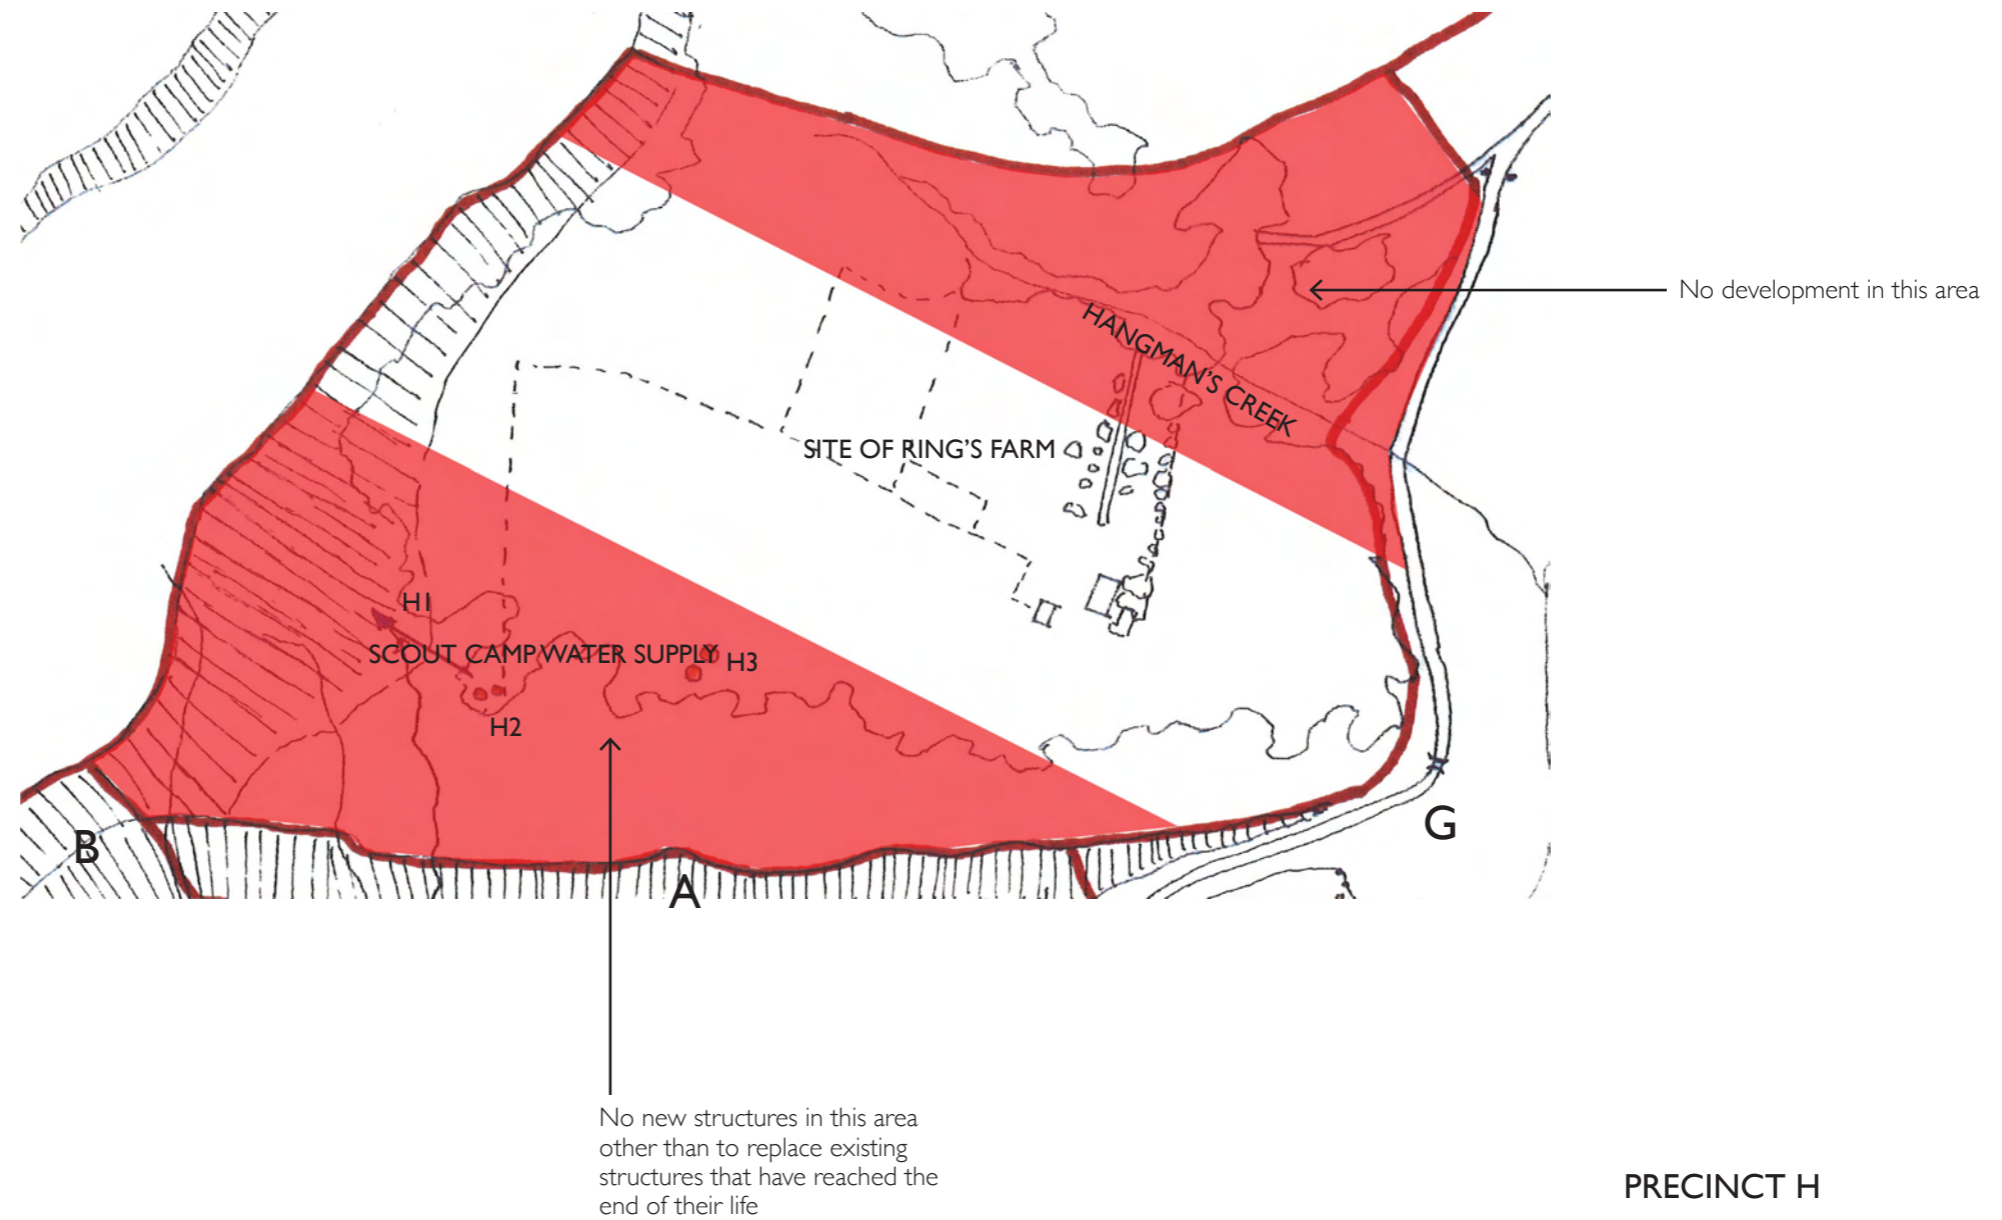 No development in this area
HANGMAN'S CREEK
SITE OF RING'S FARM
H1
SCOUT CAMP WATER SUPPLY
H3
H2
B
A
G
No new structures in this area
other than to replace existing
structures that have reached the
end of their life
PRECINCT H